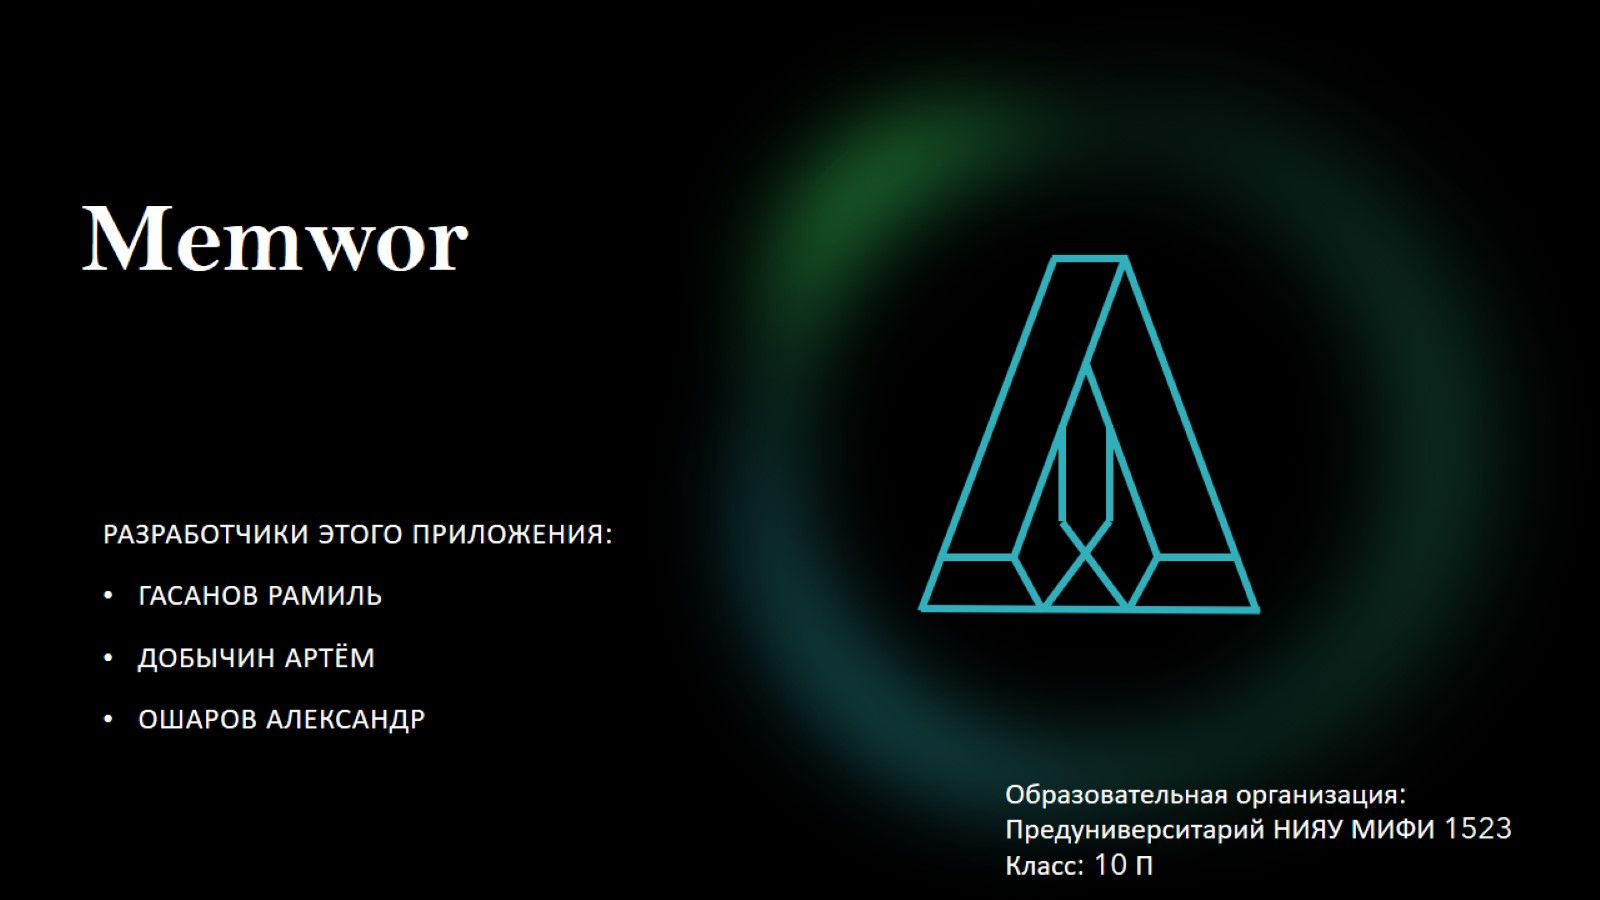 Memwor
РАЗРАБОТЧИКИ ЭТОГО ПРИЛОЖЕНИЯ:
• ГАСАНОВ РАМИЛЬ
• ДОБЫЧИН АРТЁМ
• ОШАРОВ АЛЕКСАНДР
Образовательная организация:
Предуниверситарий НИЯУ МИФИ 1523
Класс: 10 П